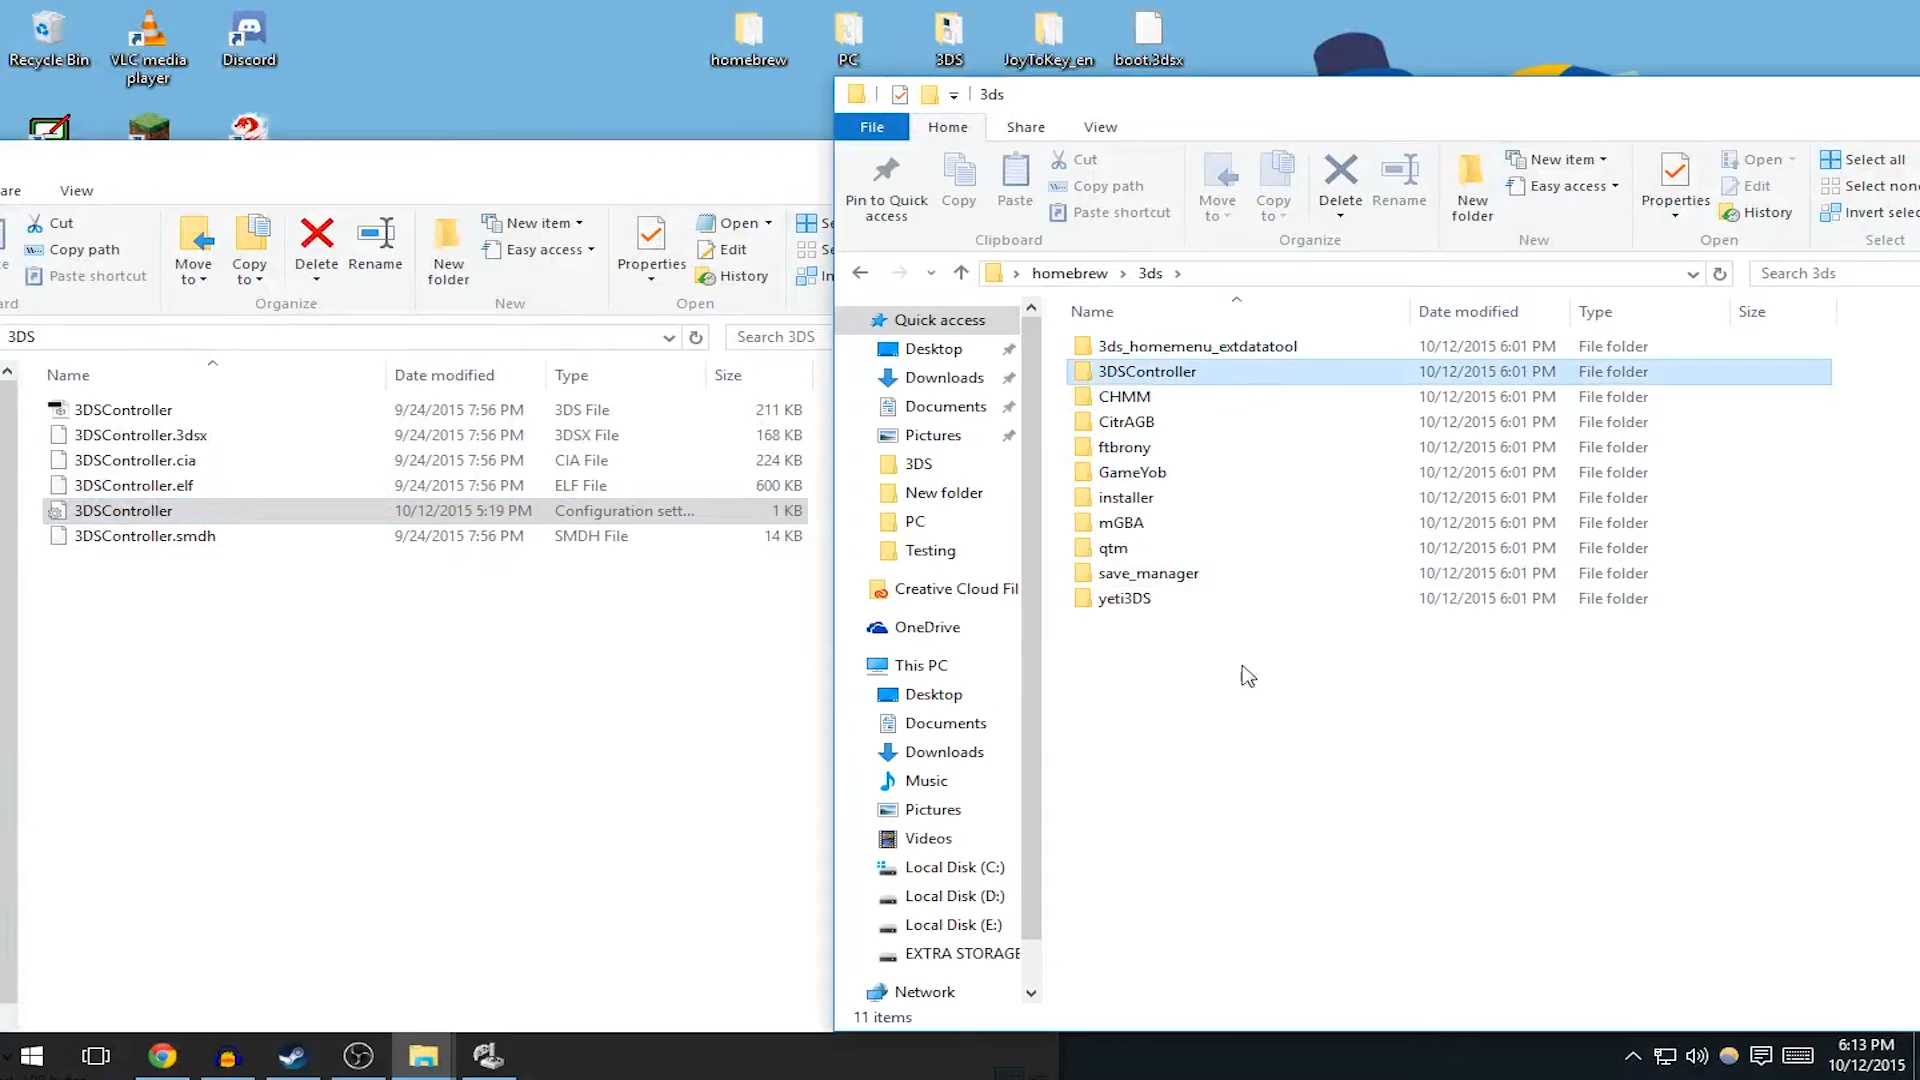 Recycle Bin
VLC media player
Discord
homebrew
PC
3DS
JoyToKey_en
boot.3dsx
3ds
File
Home
Share
View
Pin to Quick access
Copy
Paste
Cut
Copy path
Paste shortcut
Clipboard
Move to
Copy to
Delete
Rename
Organize
New folder
New item
Easy access
New
Properties
Open
Edit
History
Open
Select all
Select none
Invert selec
Select
homebrew
3ds
Search 3ds
Quick access
Desktop
Downloads
Documents
Pictures
3DS
New folder
PC
Testing
Creative Cloud Fil
OneDrive
This PC
Desktop
Documents
Downloads
Music
Pictures
Videos
Local Disk (C:)
Local Disk (D:)
Local Disk (E:)
EXTRA STORAGE
Network
11 items
Name Date modified Type Size
3ds_homemenu_extdatatool 10/12/2015 6:01 PM File folder
3DSController 10/12/2015 6:01 PM File folder
CHMM 10/12/2015 6:01 PM File folder
CitrAGB 10/12/2015 6:01 PM File folder
ftbrony 10/12/2015 6:01 PM File folder
GameYob 10/12/2015 6:01 PM File folder
installer 10/12/2015 6:01 PM File folder
mGBA 10/12/2015 6:01 PM File folder
qtm 10/12/2015 6:01 PM File folder
save_manager 10/12/2015 6:01 PM File folder
yeti3DS 10/12/2015 6:01 PM File folder
are
View
Cut
Copy path
Paste shortcut
ard
Move to
Copy to
Delete
Rename
Organize
New folder
New item
Easy access
New
Properties
Open
Edit
History
Open
3DS
Search 3DS
Name Date modified Type Size
3DSController 9/24/2015 7:56 PM 3DS File 211 KB
3DSController.3dsx 9/24/2015 7:56 PM 3DSX File 168 KB
3DSController.cia 9/24/2015 7:56 PM CIA File 224 KB
3DSController.elf 9/24/2015 7:56 PM ELF File 600 KB
3DSController 10/12/2015 5:19 PM Configuration sett... 1 KB
3DSController.smdh 9/24/2015 7:56 PM SMDH File 14 KB
6:13 PM
10/12/2015